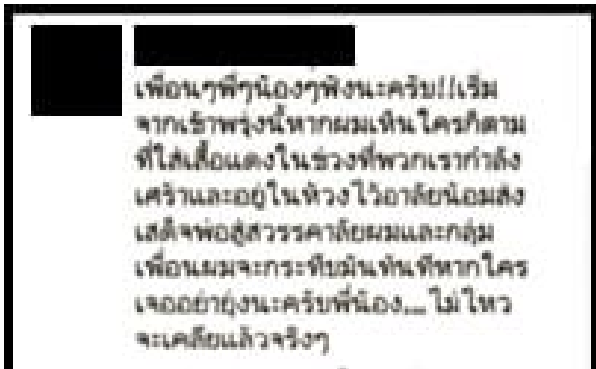 เพื่อนๆพี่ๆน้องๆฟังนะครับ!!เริ่ม
จากเช้าพรุ่งนี้หากผมเห็นใครก็ตาม
ที่ใส่เสื้อแดงในช่วงที่พวกเรากำลัง
เศร้าและอยู่ในห้วงไว้อาลัยน้อมส่ง
เสด็จพ่อสู่สวรรคาลัยผมและกลุ่ม
เพื่อนผมจะกระทืบมันทันทีหากใคร
เจออย่ายุ่งนะครับพี่น้อง....ไม่ไหว
จะเคลียแล้วจริงๆ